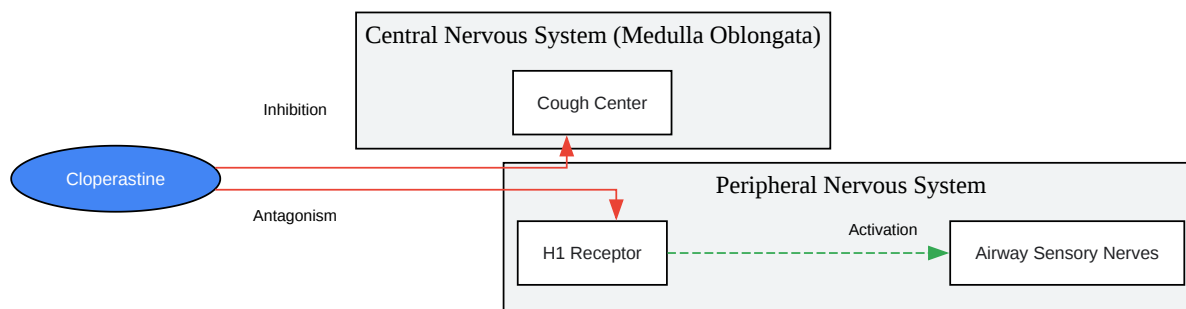 Central Nervous System (Medulla Oblongata)
Cough Center
Inhibition
Cloperastine
Antagonism
Peripheral Nervous System
H1 Receptor
Activation
Airway Sensory Nerves